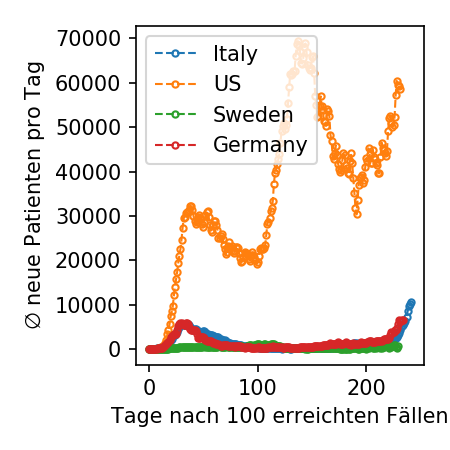 70000
60000
50000
40000
30000
20000
10000
0
∅ neue Patienten pro Tag
Italy
US
Sweden
Germany
0 100 200
Tage nach 100 erreichten Fällen